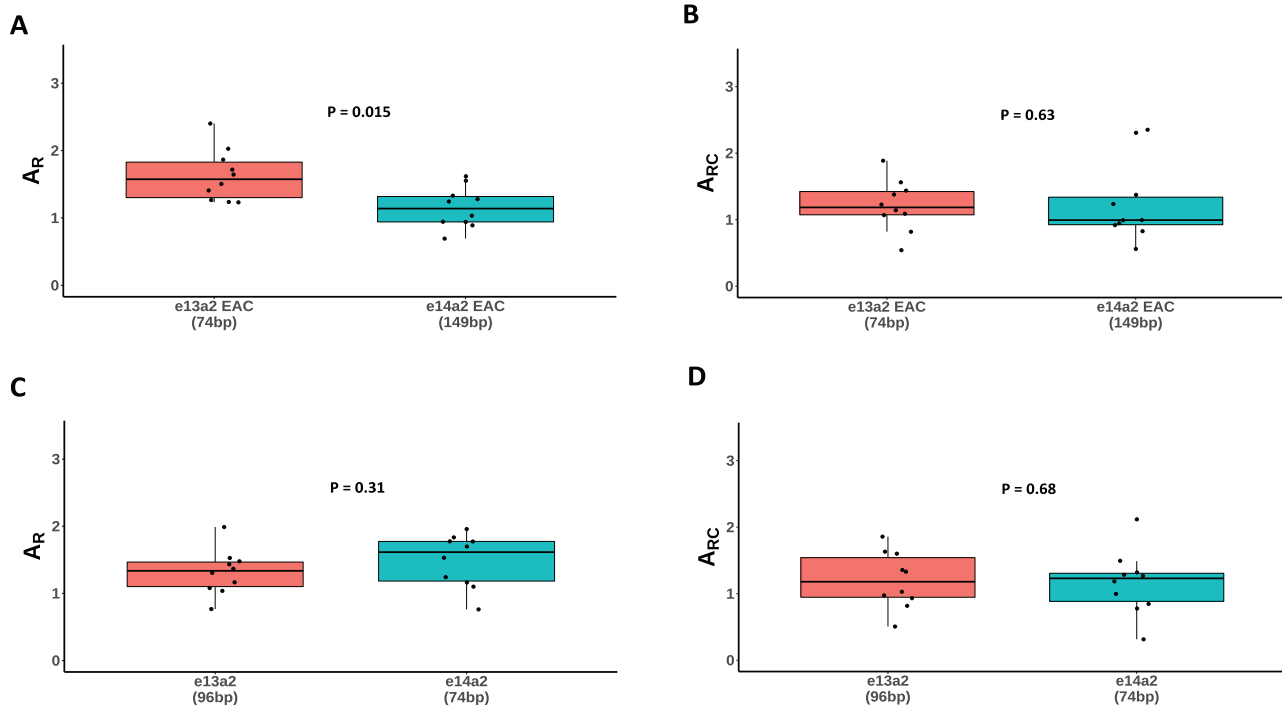 A
3
2
1
0
AR
P = 0.015
e13a2 EAC
(74bp)
e14a2 EAC
(149bp)
B
3
2
1
0
ARC
P = 0.63
e13a2 EAC
(74bp)
e14a2 EAC
(149bp)
C
3
2
1
0
AR
P = 0.31
e13a2
(96bp)
e14a2
(74bp)
D
3
2
1
0
ARC
P = 0.68
e13a2
(96bp)
e14a2
(74bp)